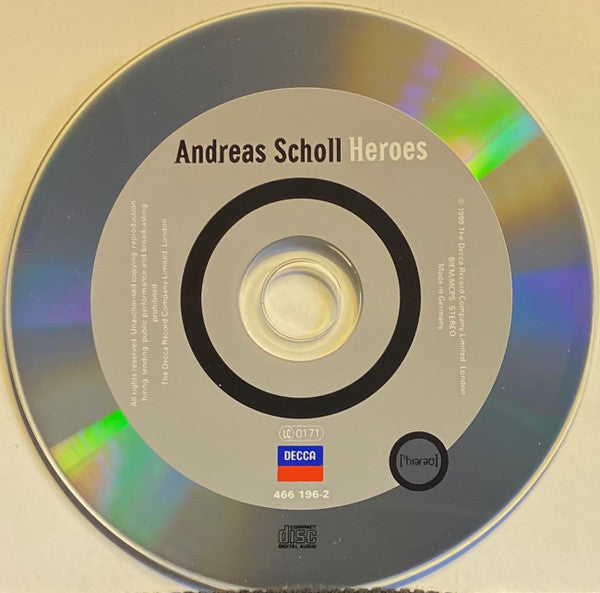 Andreas Scholl Heroes
All rights reserved. Unauthorised copying, reproduction,
hiring, lending, public performance and broadcasting
prohibited.
The Decca Record Company Limited, London
℗ 1999 The Decca Record Company Limited, London
BIEM/MCPS. STEREO
Made in Germany
LC 0171
DECCA
466 196-2
['hɪərəʊ]
COMPACT
disc
DIGITAL AUDIO